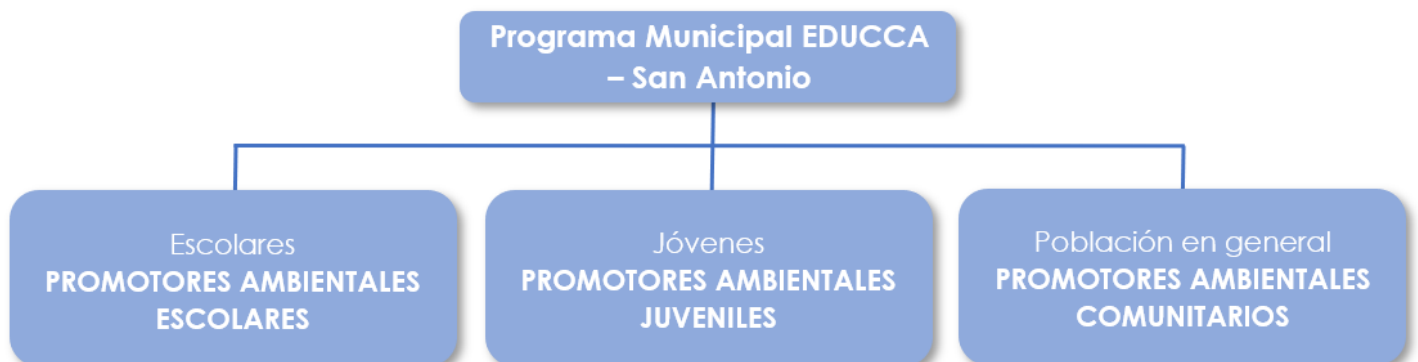 Programa Municipal EDUCCA
– San Antonio
Escolares
PROMOTORES AMBIENTALES
ESCOLARES
Jóvenes
PROMOTORES AMBIENTALES
JUVENILES
Población en general
PROMOTORES AMBIENTALES
COMUNITARIOS